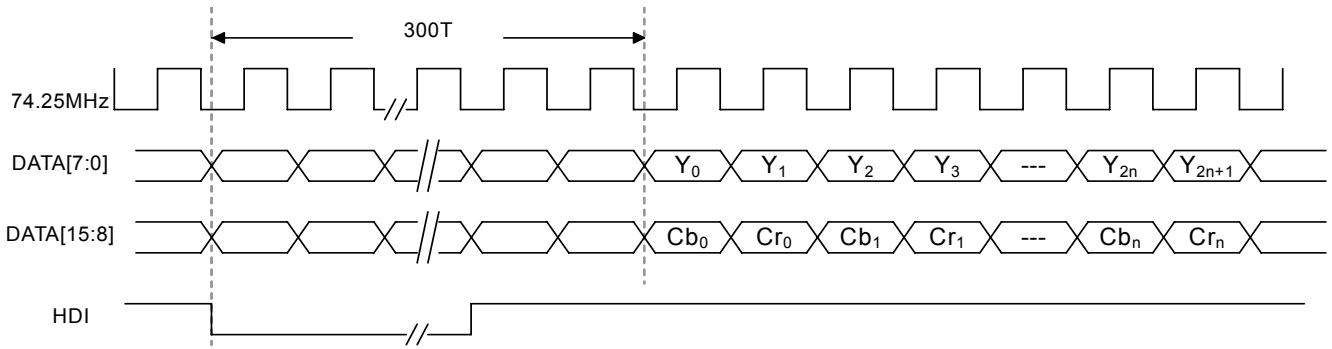 300T
74.25MHz
DATA[7:0] Y₀ Y₁ Y₂ Y₃ --- Y₂ₙ Y₂ₙ₊₁
DATA[15:8] Cb₀ Cr₀ Cb₁ Cr₁ --- Cbₙ Crₙ
HDI